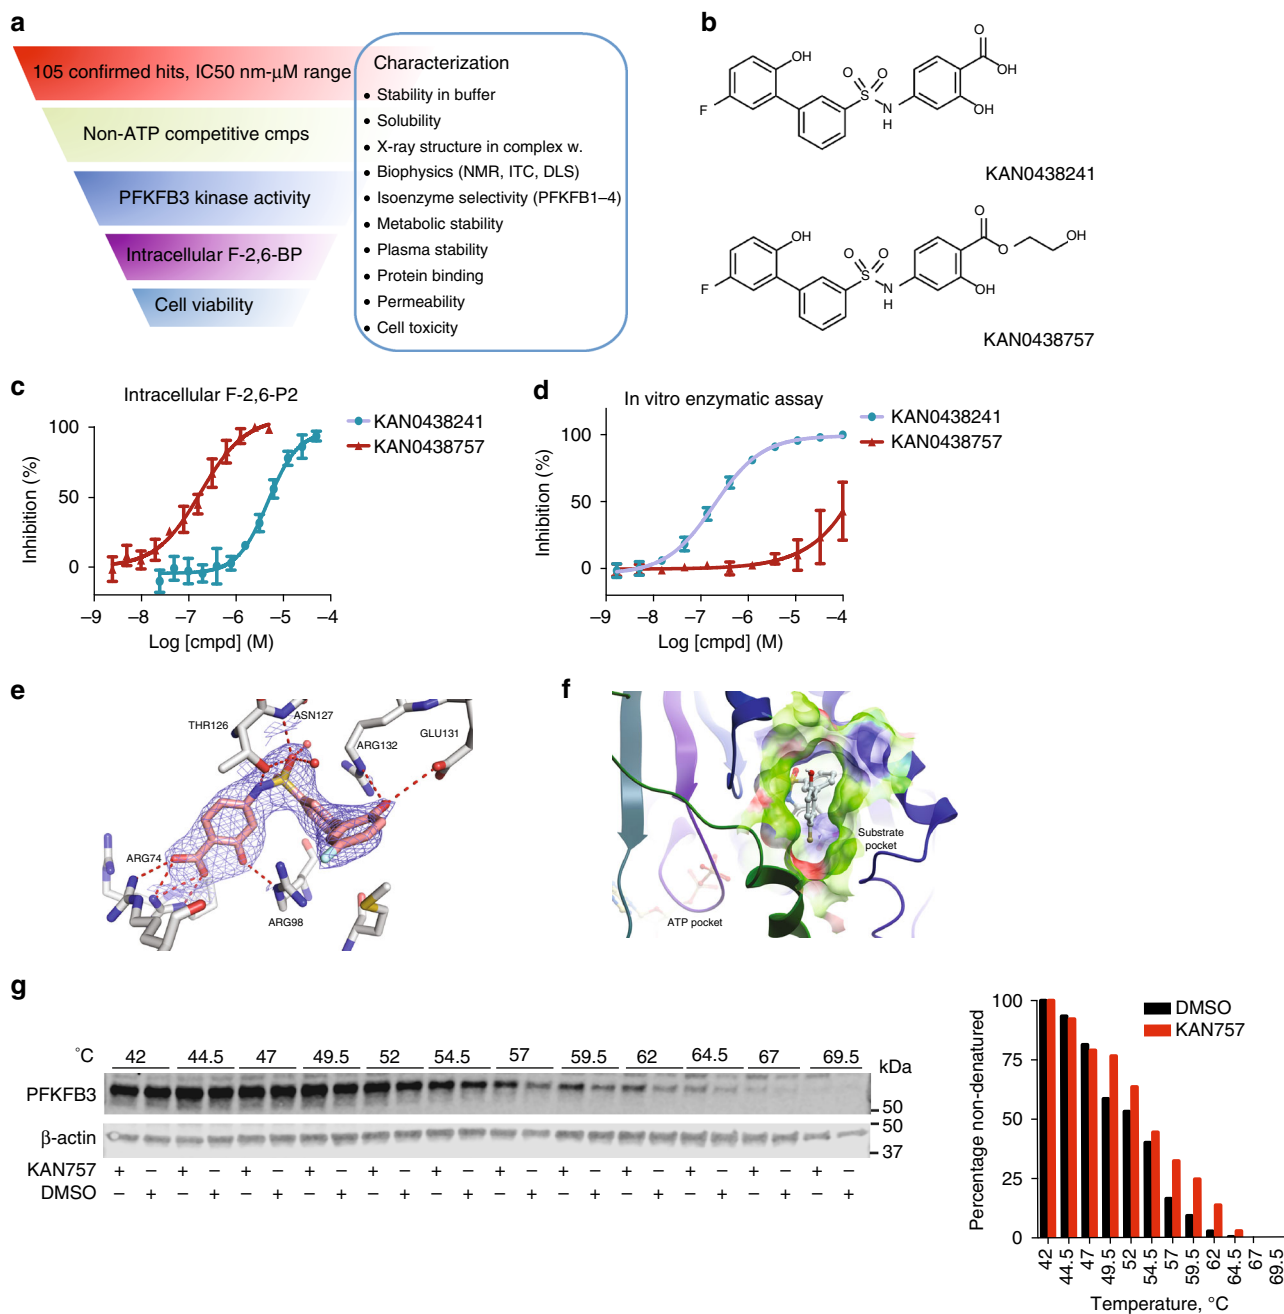 a
105 confirmed hits, IC50 nm-μM range
Non-ATP competitive cmps
PFKFB3 kinase activity
Intracellular F-2,6-BP
Cell viability
Characterization
• Stability in buffer
• Solubility
• X-ray structure in complex w.
• Biophysics (NMR, ITC, DLS)
• Isoenzyme selectivity (PFKFB1–4)
• Metabolic stability
• Plasma stability
• Protein binding
• Permeability
• Cell toxicity
b
OH
F
O O
S
N
H
O
OH
OH
KAN0438241
OH
F
O O
S
N
H
O
O
OH
OH
KAN0438757
c
Intracellular F-2,6-P2
KAN0438241
KAN0438757
Inhibition (%)
100
50
0
–9 –8 –7 –6 –5 –4
Log [cmpd] (M)
d
In vitro enzymatic assay
KAN0438241
KAN0438757
Inhibition (%)
100
50
0
–9 –8 –7 –6 –5 –4
Log [cmpd] (M)
e
THR126
ASN127
ARG132
GLU131
ARG74
ARG98
f
Substrate
pocket
ATP pocket
g
°C 42 44.5 47 49.5 52 54.5 57 59.5 62 64.5 67 69.5 kDa
PFKFB3
50
50
β-actin
37
KAN757 + – + – + – + – + – + – + – + – + – + – + – + –
DMSO – + – + – + – + – + – + – + – + – + – + – + – +
DMSO
KAN757
Percentage non-denatured
100
75
50
25
0
42 44.5 47 49.5 52 54.5 57 59.5 62 64.5 67 69.5
Temperature, °C